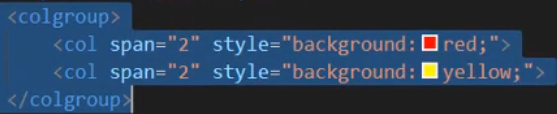 <colgroup>
    <col span="2" style="background:red;">
    <col span="2" style="background:yellow;">
</colgroup>